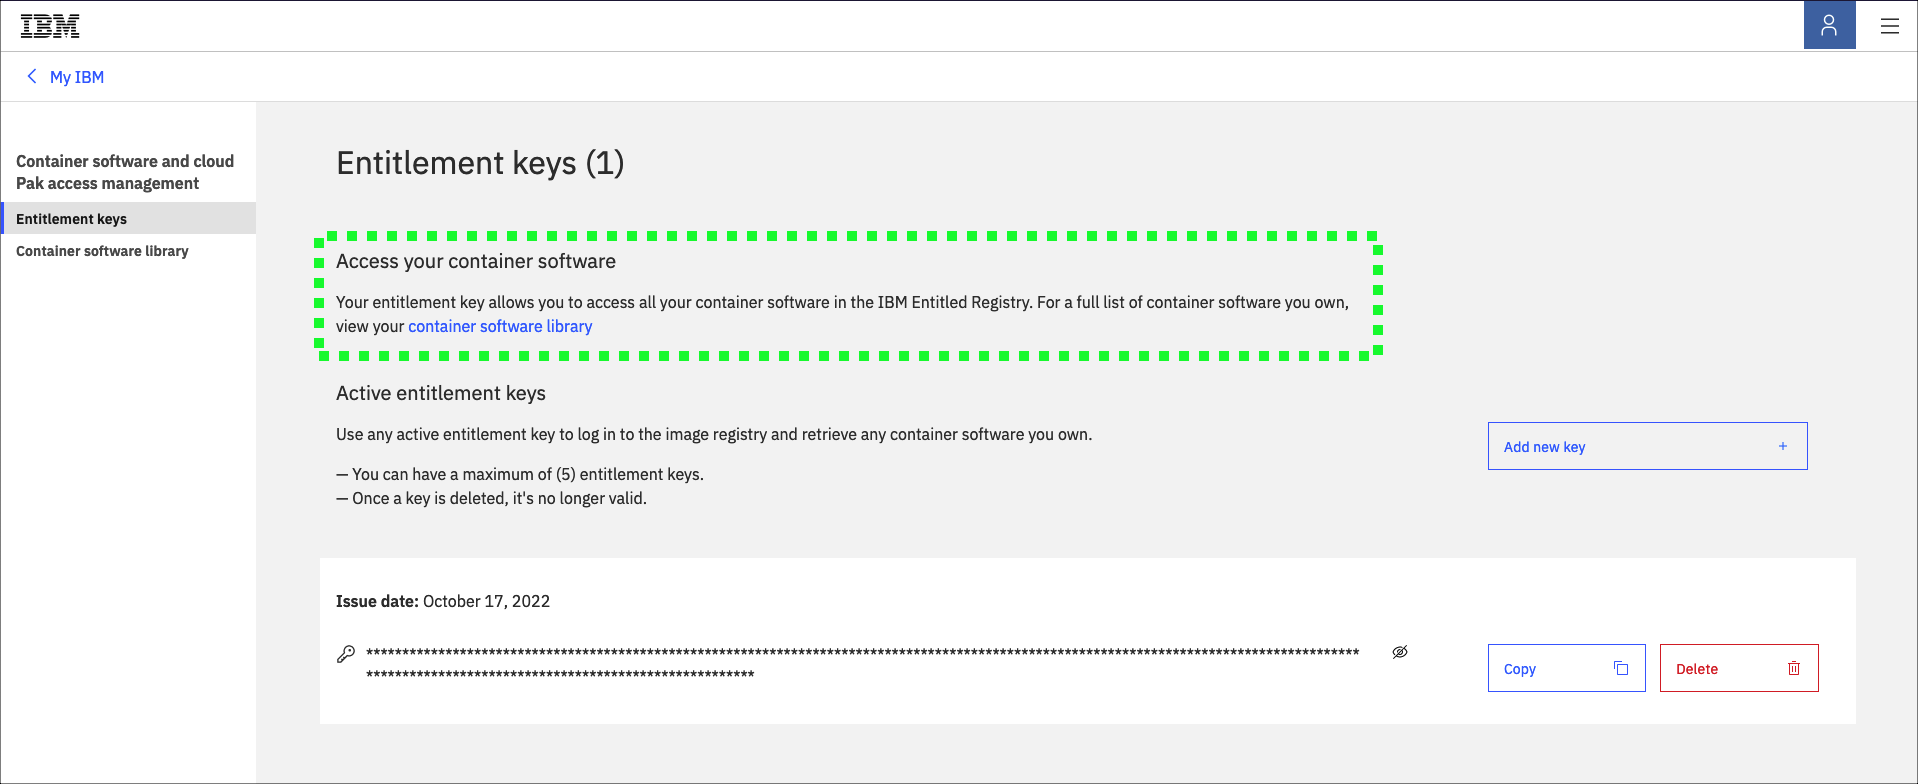 IBM
My IBM
Container software and cloud
Pak access management
Entitlement keys
Container software library
Entitlement keys (1)
Access your container software
Your entitlement key allows you to access all your container software in the IBM Entitled Registry. For a full list of container software you own,
view your container software library
Active entitlement keys
Use any active entitlement key to log in to the image registry and retrieve any container software you own.
— You can have a maximum of (5) entitlement keys.
— Once a key is deleted, it's no longer valid.
Add new key +
Issue date: October 17, 2022
Copy
Delete